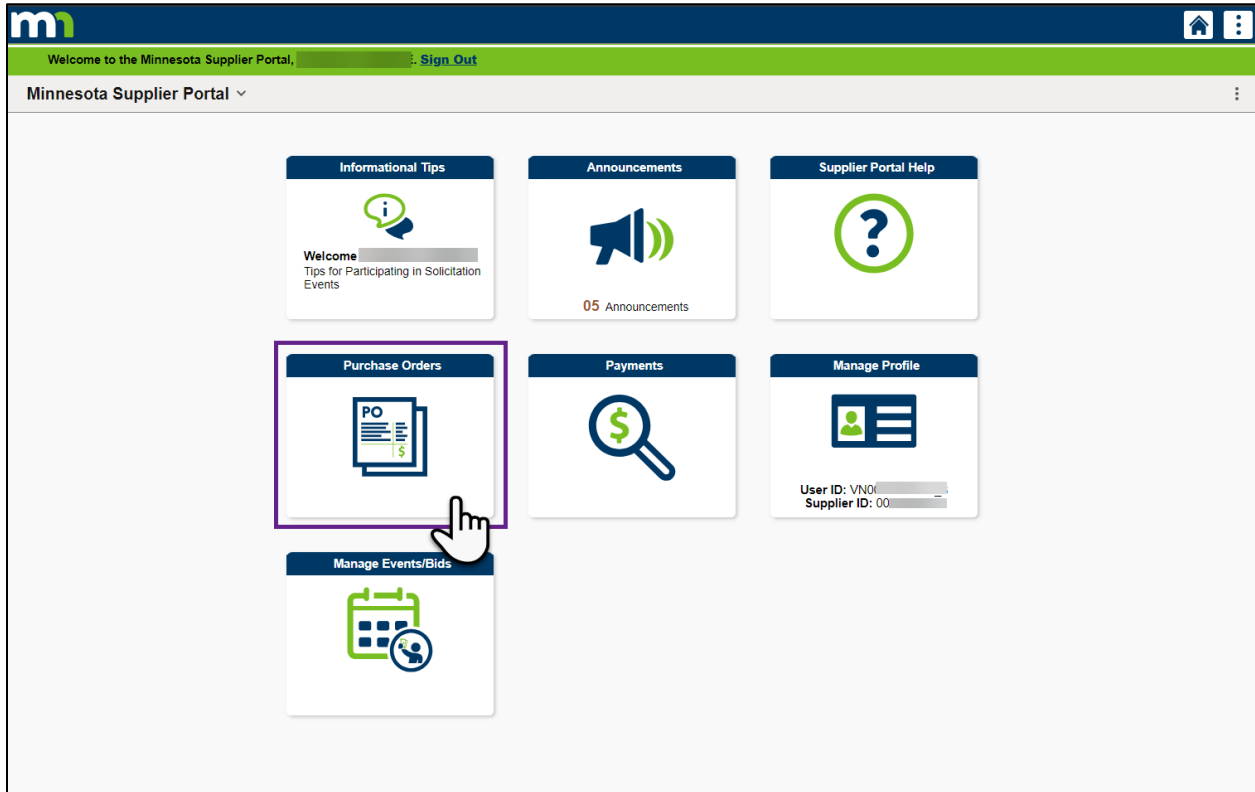 mn
Welcome to the Minnesota Supplier Portal, E. Sign Out
Minnesota Supplier Portal
Informational Tips
Welcome
Tips for Participating in Solicitation
Events
Announcements
05 Announcements
Supplier Portal Help
?
Purchase Orders
PO
$
Payments
$
Manage Profile
User ID: VN00
Supplier ID: 00
Manage Events/Bids